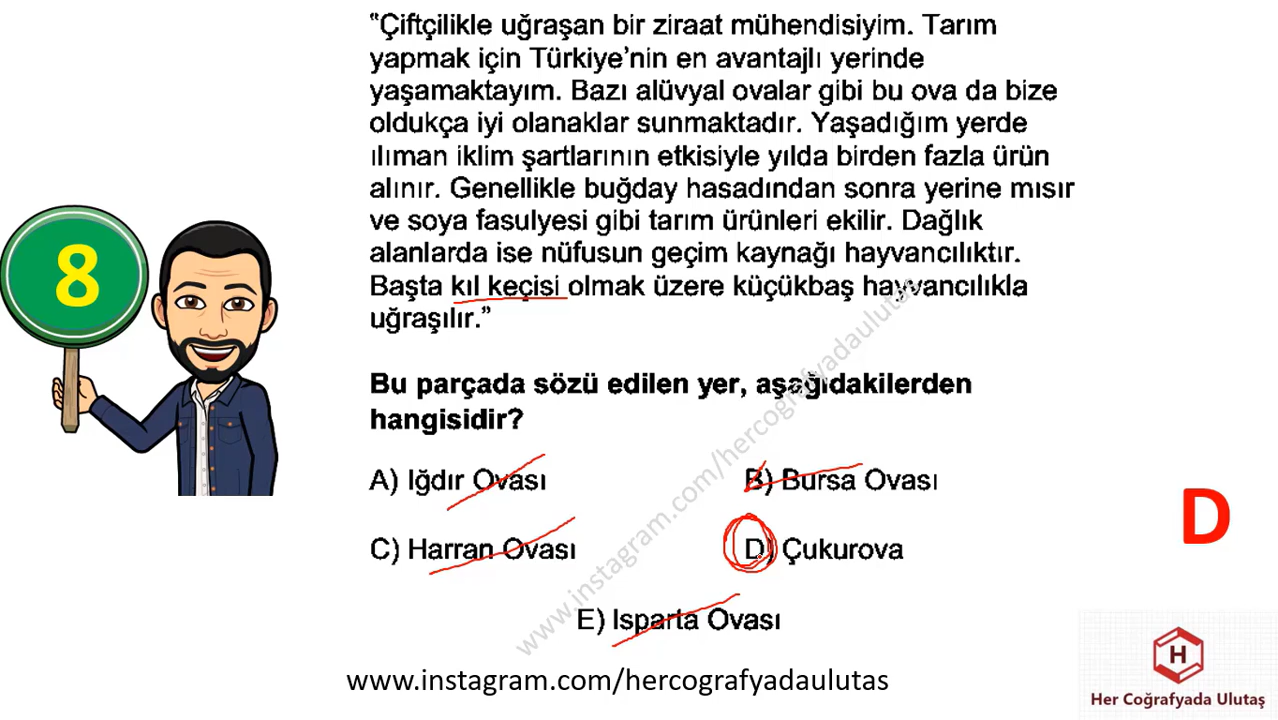 8
“Çiftçilikle uğraşan bir ziraat mühendisiyim. Tarım
yapmak için Türkiye’nin en avantajlı yerinde
yaşamaktayım. Bazı alüvyal ovalar gibi bu ova da bize
oldukça iyi olanaklar sunmaktadır. Yaşadığım yerde
ılıman iklim şartlarının etkisiyle yılda birden fazla ürün
alınır. Genellikle buğday hasadından sonra yerine mısır
ve soya fasulyesi gibi tarım ürünleri ekilir. Dağlık
alanlarda ise nüfusun geçim kaynağı hayvancılıktır.
Başta kıl keçisi olmak üzere küçükbaş hayvancılıkla
uğraşılır.”
Bu parçada sözü edilen yer, aşağıdakilerden
hangisidir?
A) Iğdır Ovası
B) Bursa Ovası
C) Harran Ovası
D) Çukurova
E) Isparta Ovası
D
www.instagram.com/hercografyadaulutas
www.instagram.com/hercografyadaulutas
H
Her Coğrafyada Ulutaş